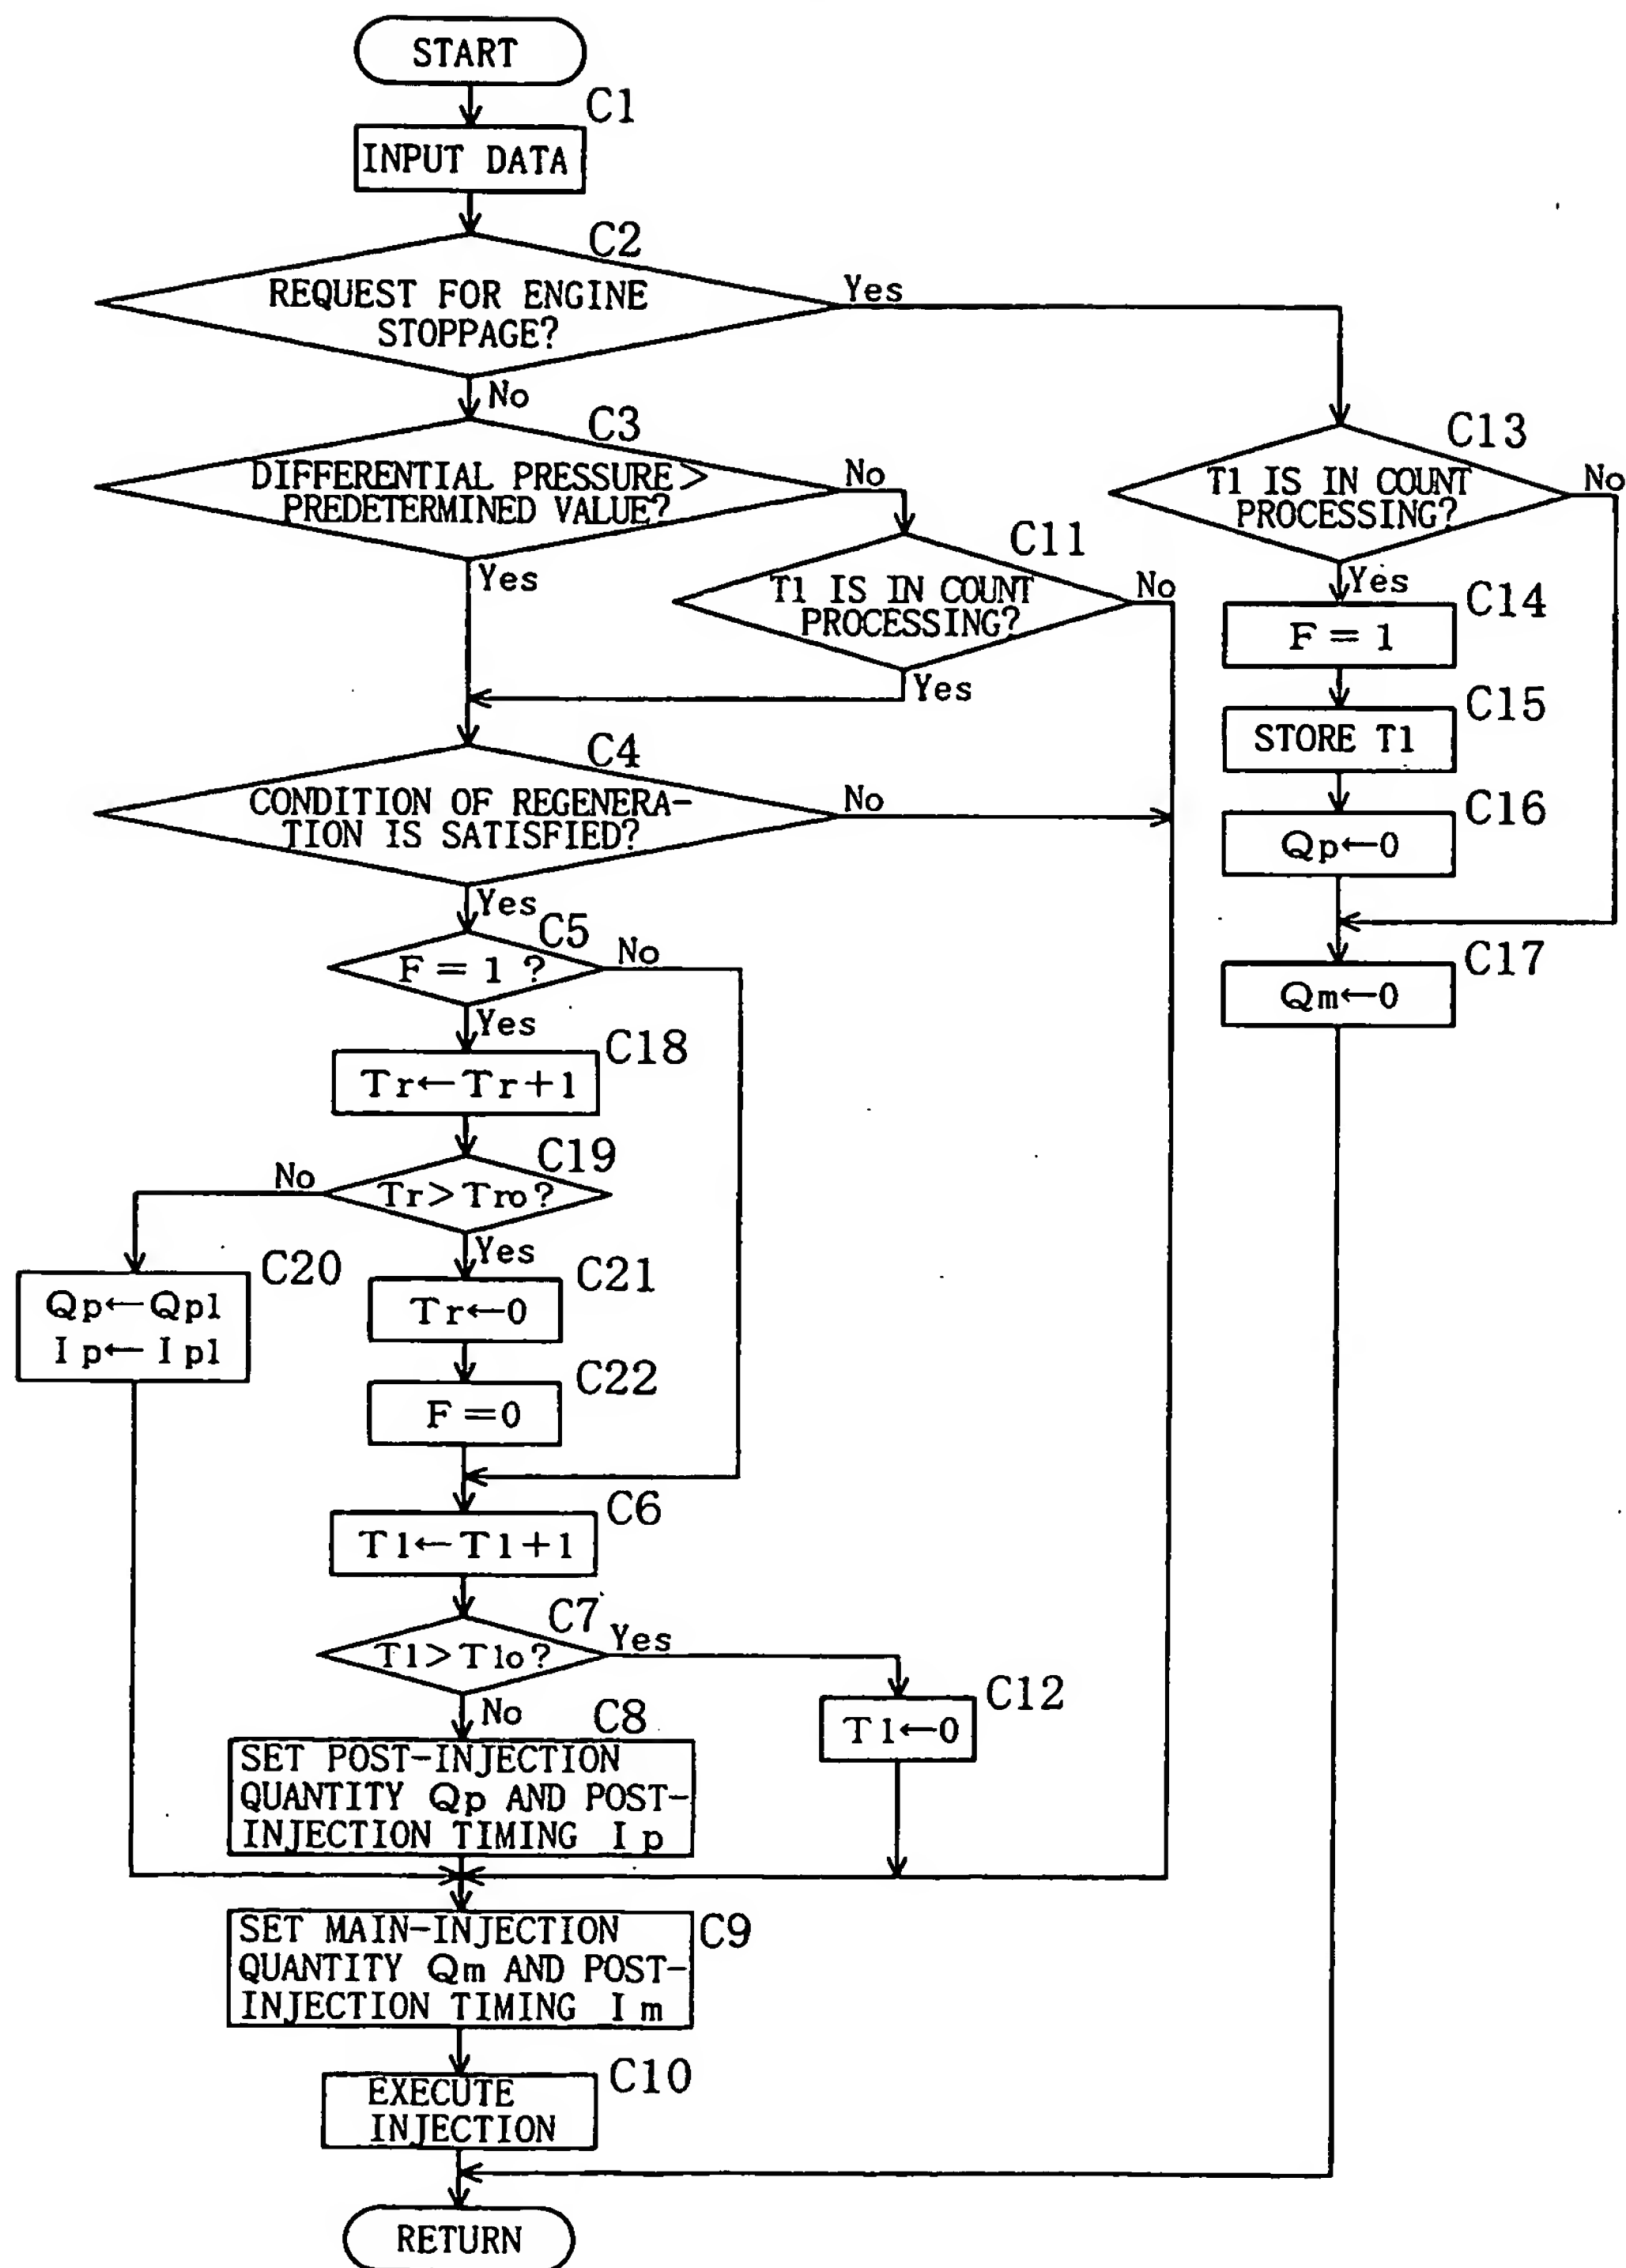 START
C1
INPUT DATA
C2
REQUEST FOR ENGINE
STOPPAGE?
Yes
No
C3
DIFFERENTIAL PRESSURE>
PREDETERMINED VALUE?
No
Yes
C11
T1 IS IN COUNT
PROCESSING?
No
Yes
C13
T1 IS IN COUNT
PROCESSING?
No
Yes
C14
F = 1
C15
STORE T1
C16
Qp←0
C17
Qm←0
C4
CONDITION OF REGENERA-
TION IS SATISFIED?
No
Yes
C5
F = 1 ?
No
Yes
C18
Tr←Tr+1
C19
Tr>Tro?
No
Yes
C20
Qp←Qp1
Ip←Ip1
C21
Tr←0
C22
F=0
C6
T1←T1+1
C7
T1>T1o?
Yes
No
C12
T1←0
C8
SET POST-INJECTION
QUANTITY Qp AND POST-
INJECTION TIMING Ip
C9
SET MAIN-INJECTION
QUANTITY Qm AND POST-
INJECTION TIMING Im
C10
EXECUTE
INJECTION
RETURN